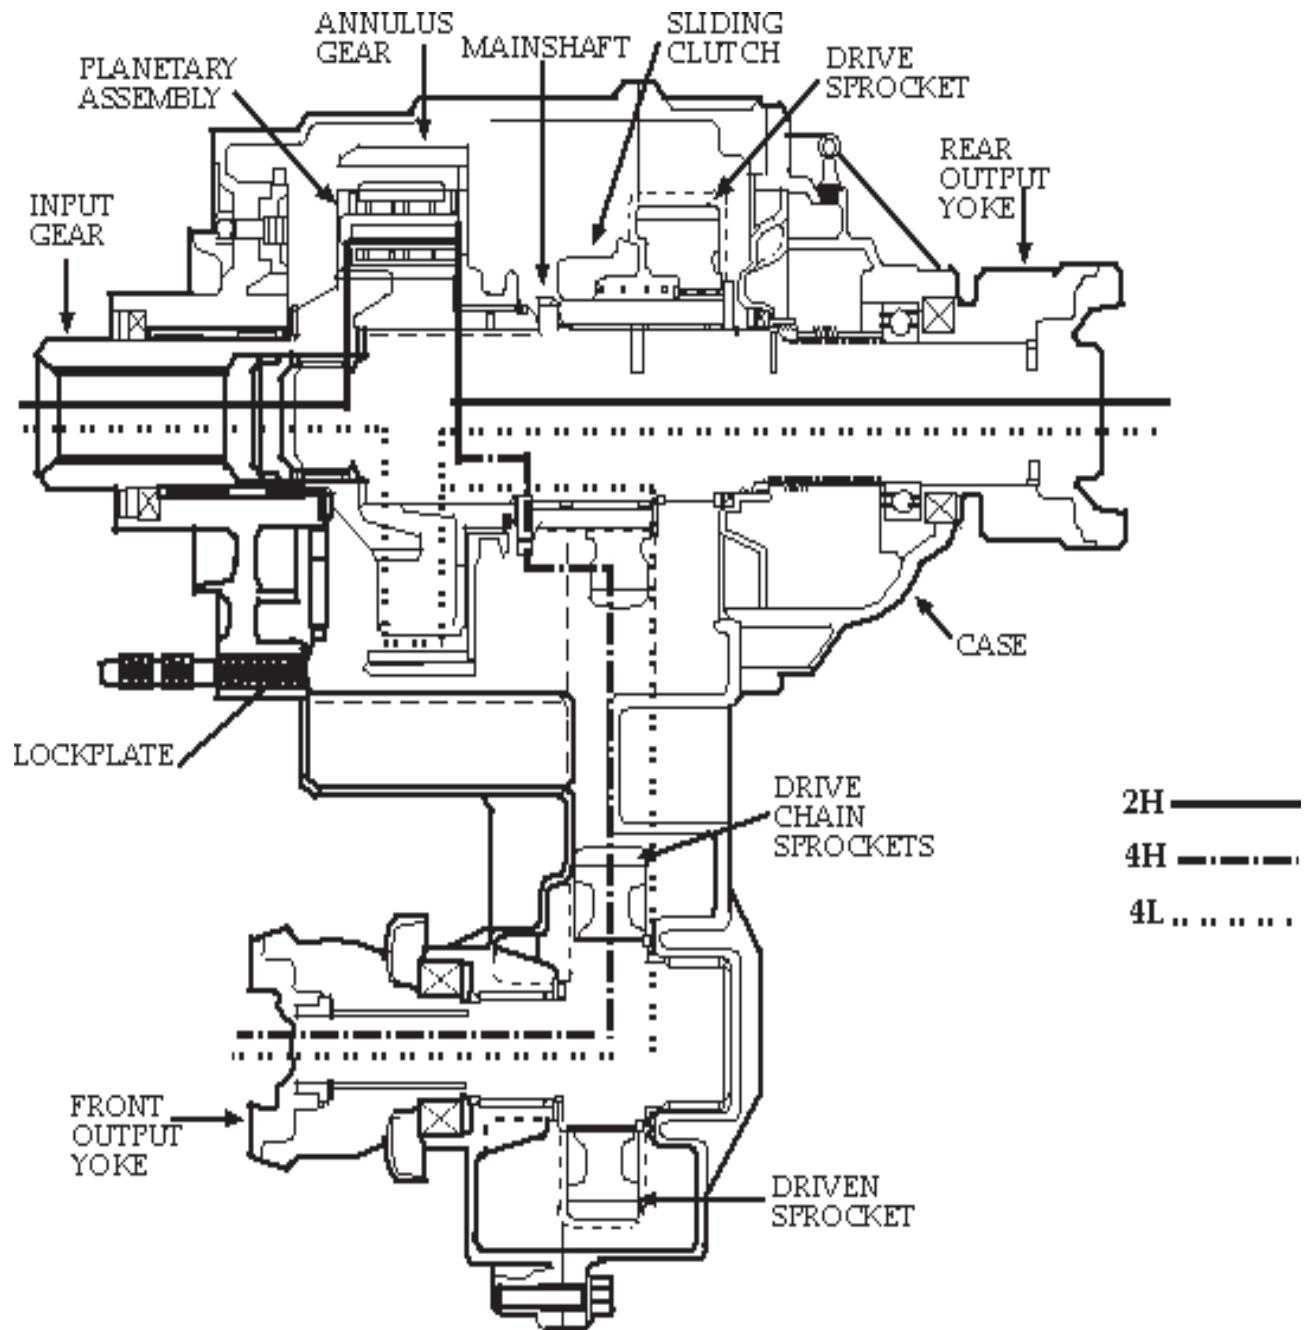 ANNULUS
GEAR
MAINSHAFT
SLIDING
CLUTCH
PLANETARY
ASSEMBLY
DRIVE
SPROCKET
REAR
OUTPUT
YOKE
INPUT
GEAR
CASE
LOCKPLATE
DRIVE
CHAIN
SPROCKETS
2H
4H
4L
FRONT
OUTPUT
YOKE
DRIVEN
SPROCKET